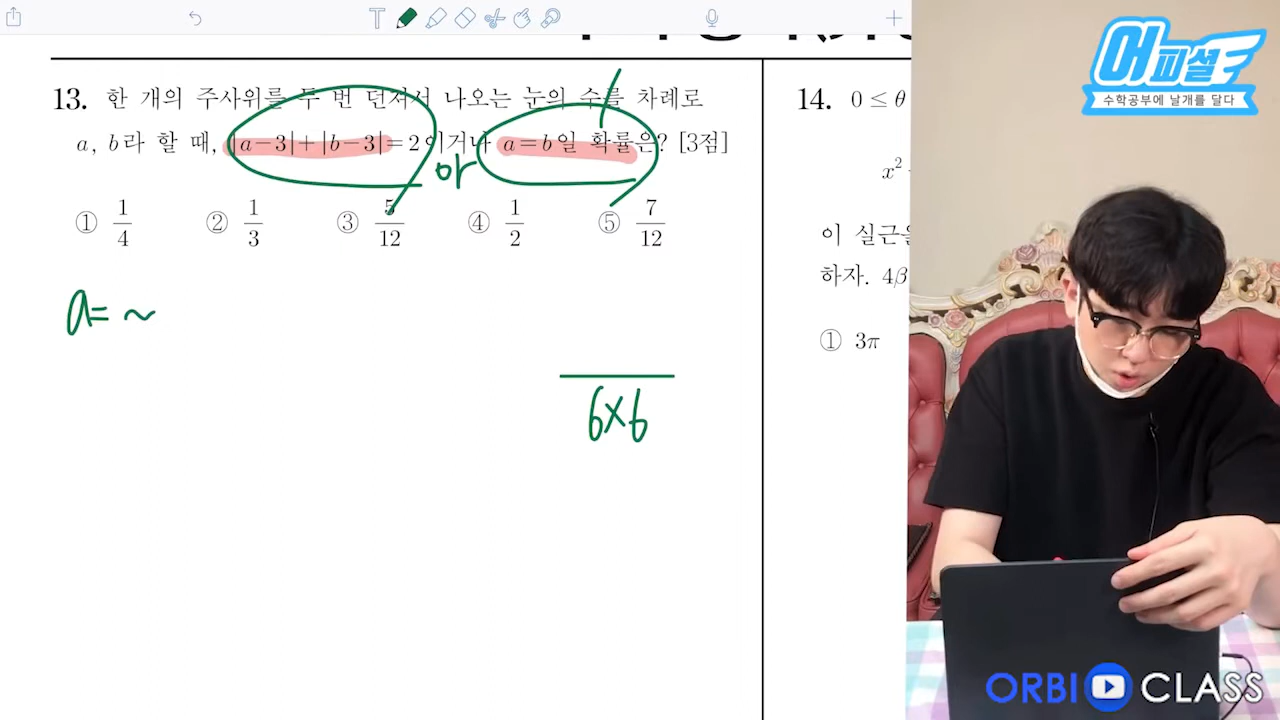 13. 한 개의 주사위를 두 번 던져서 나오는 눈의 수를 차례로
a, b라 할 때, |a-3|+|b-3|=2이거나 a=b일 확률은? [3점]
or
① 1/4 ② 1/3 ③ 5/12 ④ 1/2 ⑤ 7/12
a= ~
6×6
14. 0≤θ
x²
이 실근을
하자. 4β
① 3π
어피셜
수학공부에 날개를 달다
ORBI CLASS